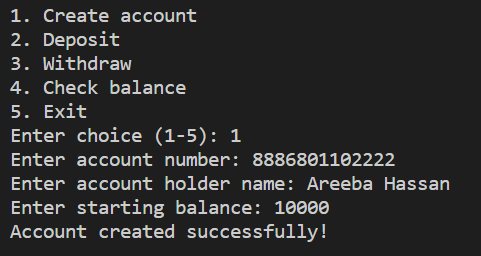 1. Create account
2. Deposit
3. Withdraw
4. Check balance
5. Exit
Enter choice (1-5): 1
Enter account number: 8886801102222
Enter account holder name: Areeba Hassan
Enter starting balance: 10000
Account created successfully!